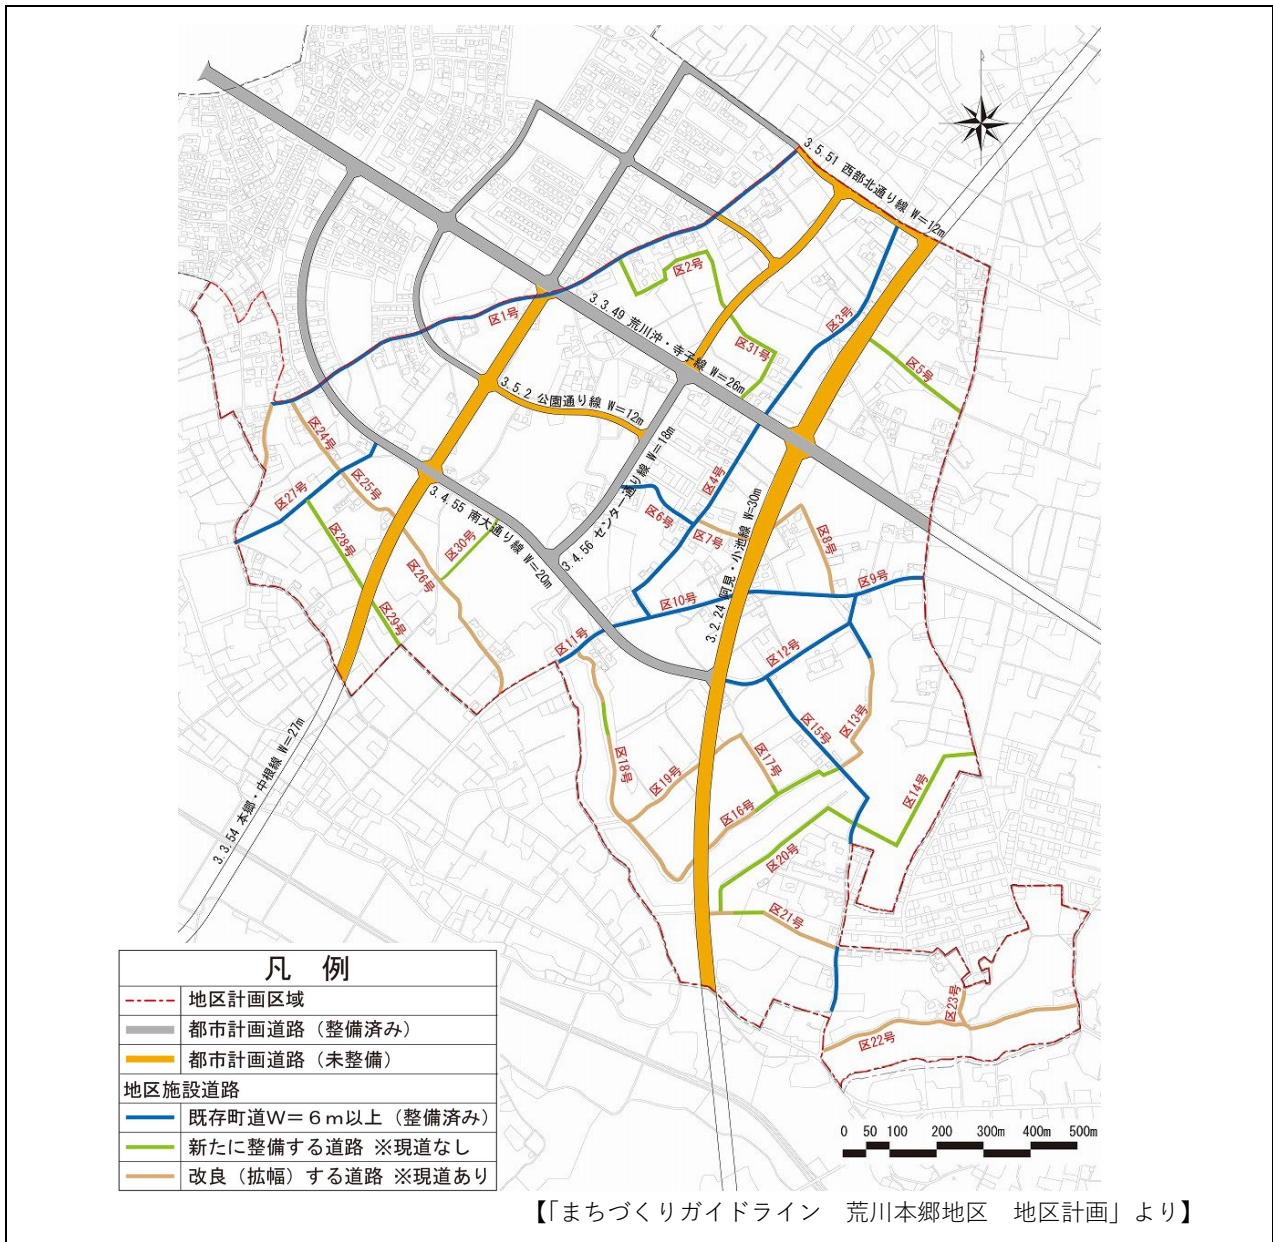 3.5.51 西部北通り線 W=12m
区2号
区3号
3.3.49 荒川沖・寺子線 W=26m
区1号
区31号
区5号
3.5.2 公園通り線 W=12m
区24号
区25号
区27号
3.4.55 南大通り線 W=20m
3.4.56 センター通り線 W=18m
区4号
区6号
区7号
区8号
区28号
区30号
区26号
区29号
区9号
区10号
3.2.24 阿見・小池線 W=30m
区11号
区12号
区13号
区15号
区18号
区19号
区17号
区16号
区14号
3.3.54 本郷・中根線 W=27m
区20号
区21号
区23号
区22号
凡 例
地区計画区域
都市計画道路（整備済み）
都市計画道路（未整備）
地区施設道路
既存町道W=6m以上（整備済み）
新たに整備する道路 ※現道なし
改良（拡幅）する道路 ※現道あり
0 50 100 200 300m 400m 500m
【「まちづくりガイドライン　荒川本郷地区　地区計画」より】